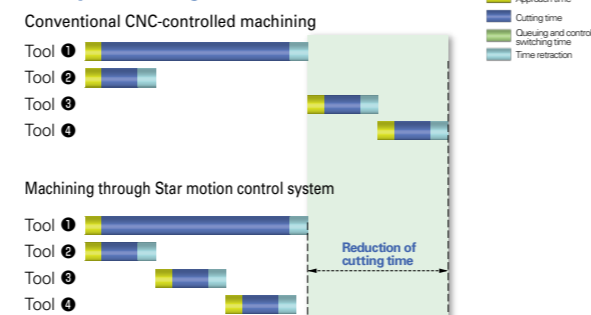 Conventional CNC-controlled machining
Tool ❶
Tool ❷
Tool ❸
Tool ❹
Approach time
Cutting time
Queuing and control
switching time
Time retraction
Machining through Star motion control system
Tool ❶
Tool ❷
Tool ❸
Tool ❹
Reduction of
cutting time